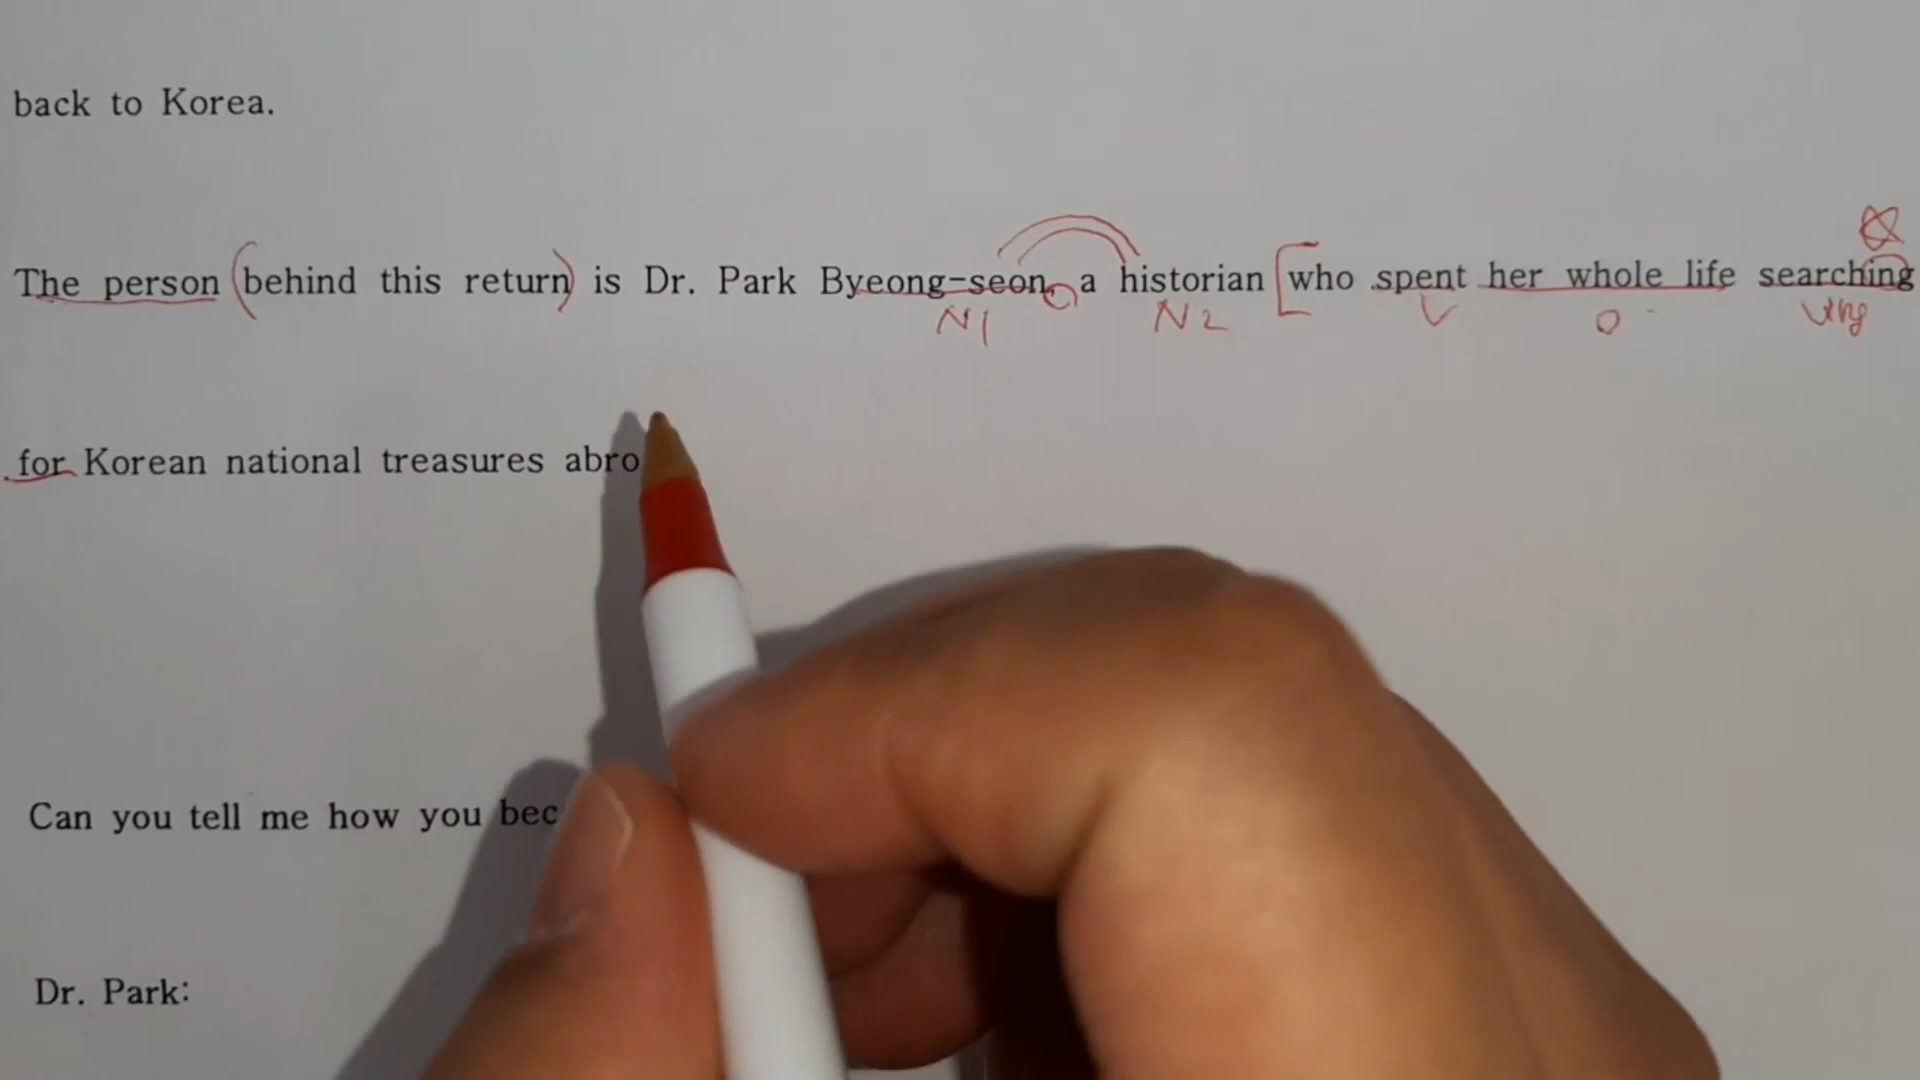 back to Korea.
The person (behind this return) is Dr. Park Byeong-seon, a historian [who spent her whole life searching
N1 N2 V O Ving
for Korean national treasures abro
Can you tell me how you bec
Dr. Park: